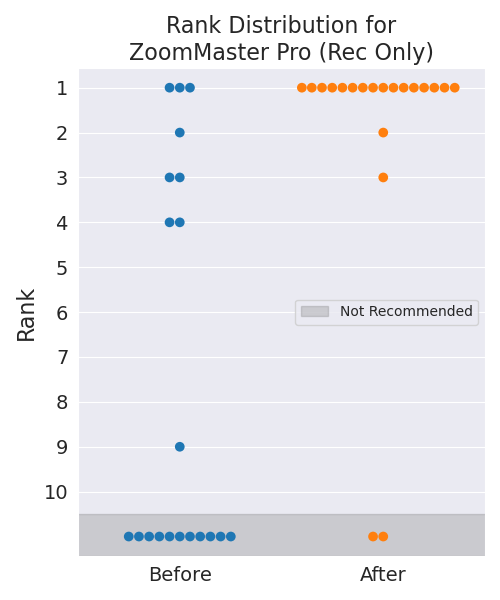 Rank Distribution for
ZoomMaster Pro (Rec Only)
Rank
1
2
3
4
5
6
7
8
9
10
Not Recommended
Before
After